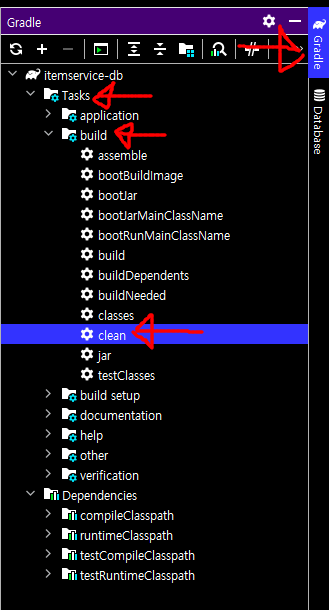 Gradle
itemservice-db
Tasks
application
build
assemble
bootBuildImage
bootJar
bootJarMainClassName
bootRunMainClassName
build
buildDependents
buildNeeded
classes
clean
jar
testClasses
build setup
documentation
help
other
verification
Dependencies
compileClasspath
runtimeClasspath
testCompileClasspath
testRuntimeClasspath
Gradle
Database